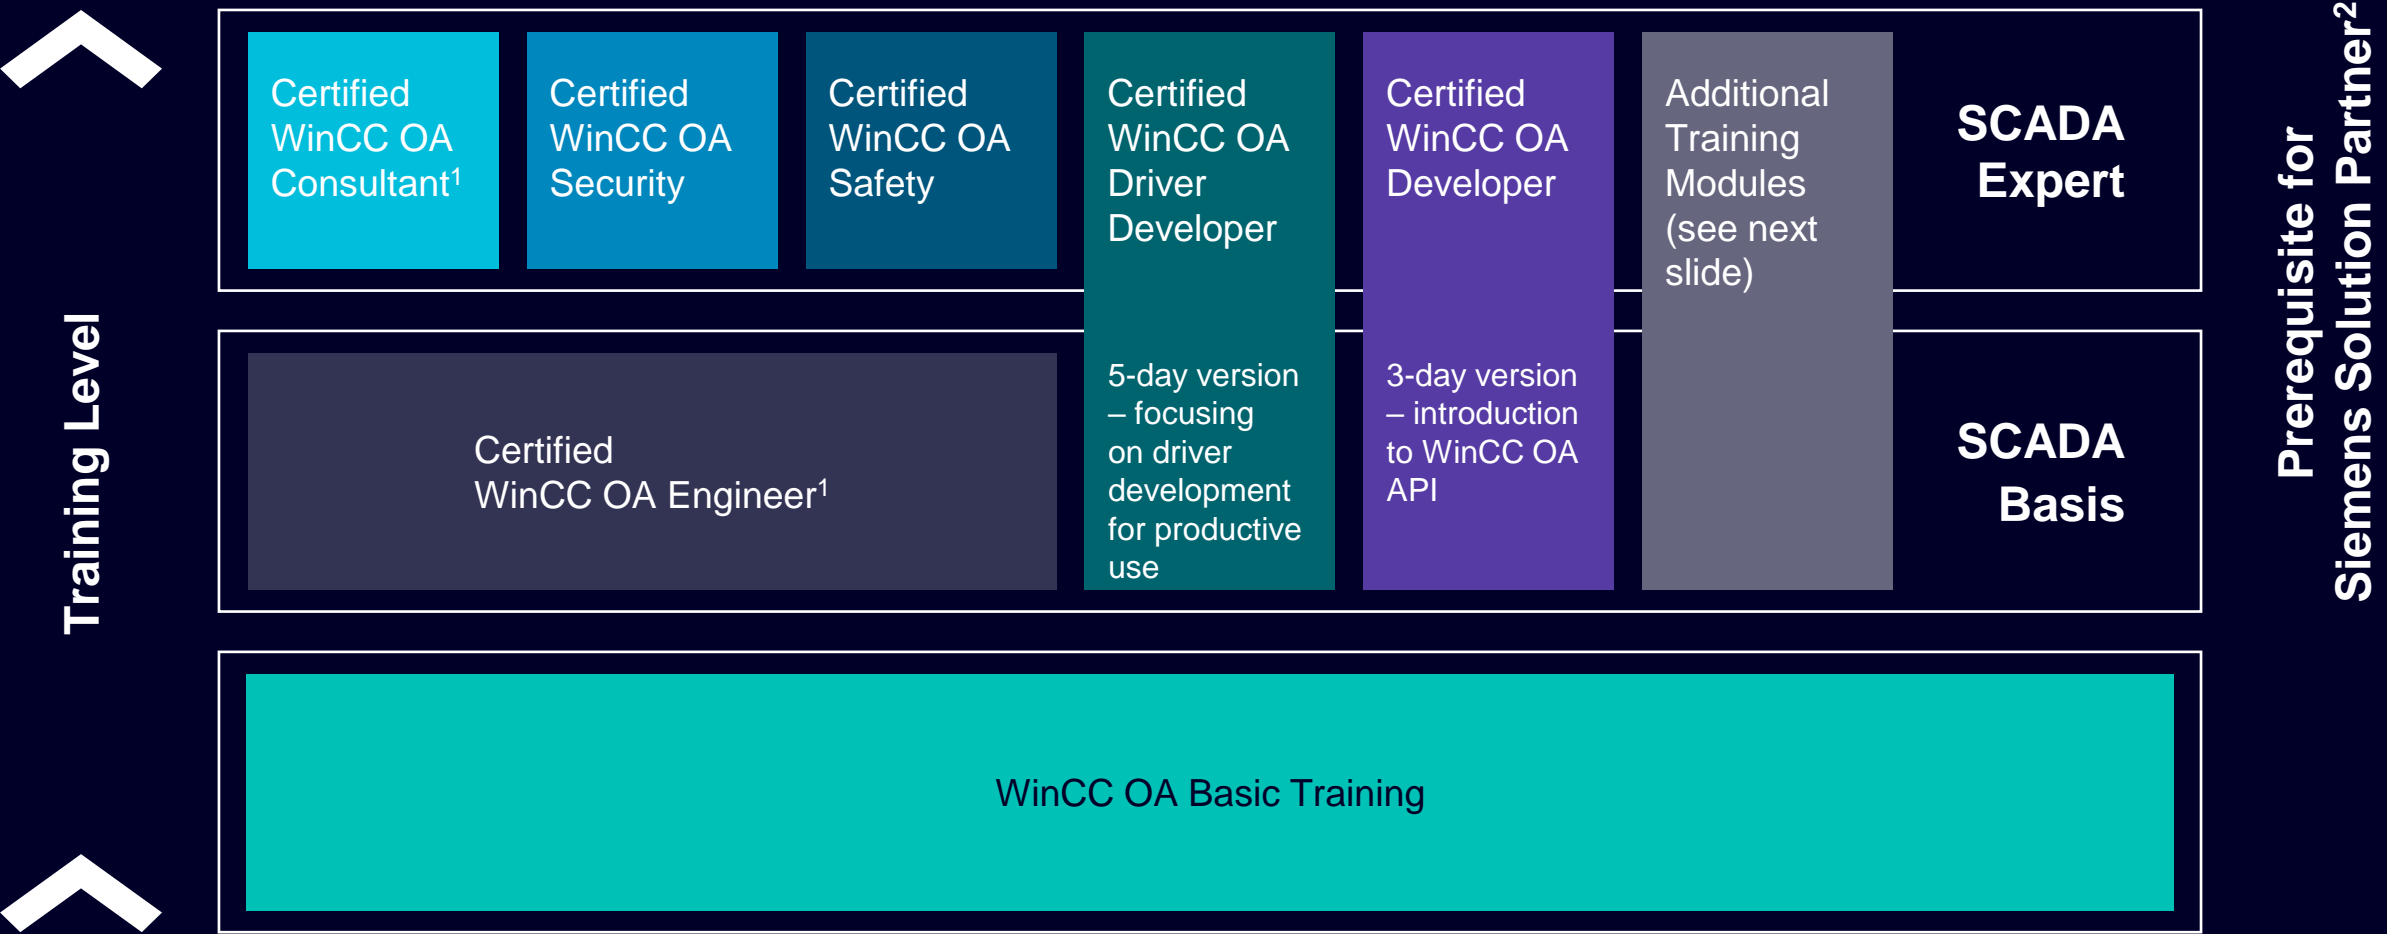 Training Level
Certified
WinCC OA
Consultant¹
Certified
WinCC OA
Security
Certified
WinCC OA
Safety
Certified
WinCC OA
Driver
Developer
5-day version
– focusing
on driver
development
for productive
use
Certified
WinCC OA
Developer
3-day version
– introduction
to WinCC OA
API
Additional
Training
Modules
(see next
slide)
SCADA
Expert
Certified
WinCC OA Engineer¹
SCADA
Basis
WinCC OA Basic Training
Prerequisite for
Siemens Solution Partner²